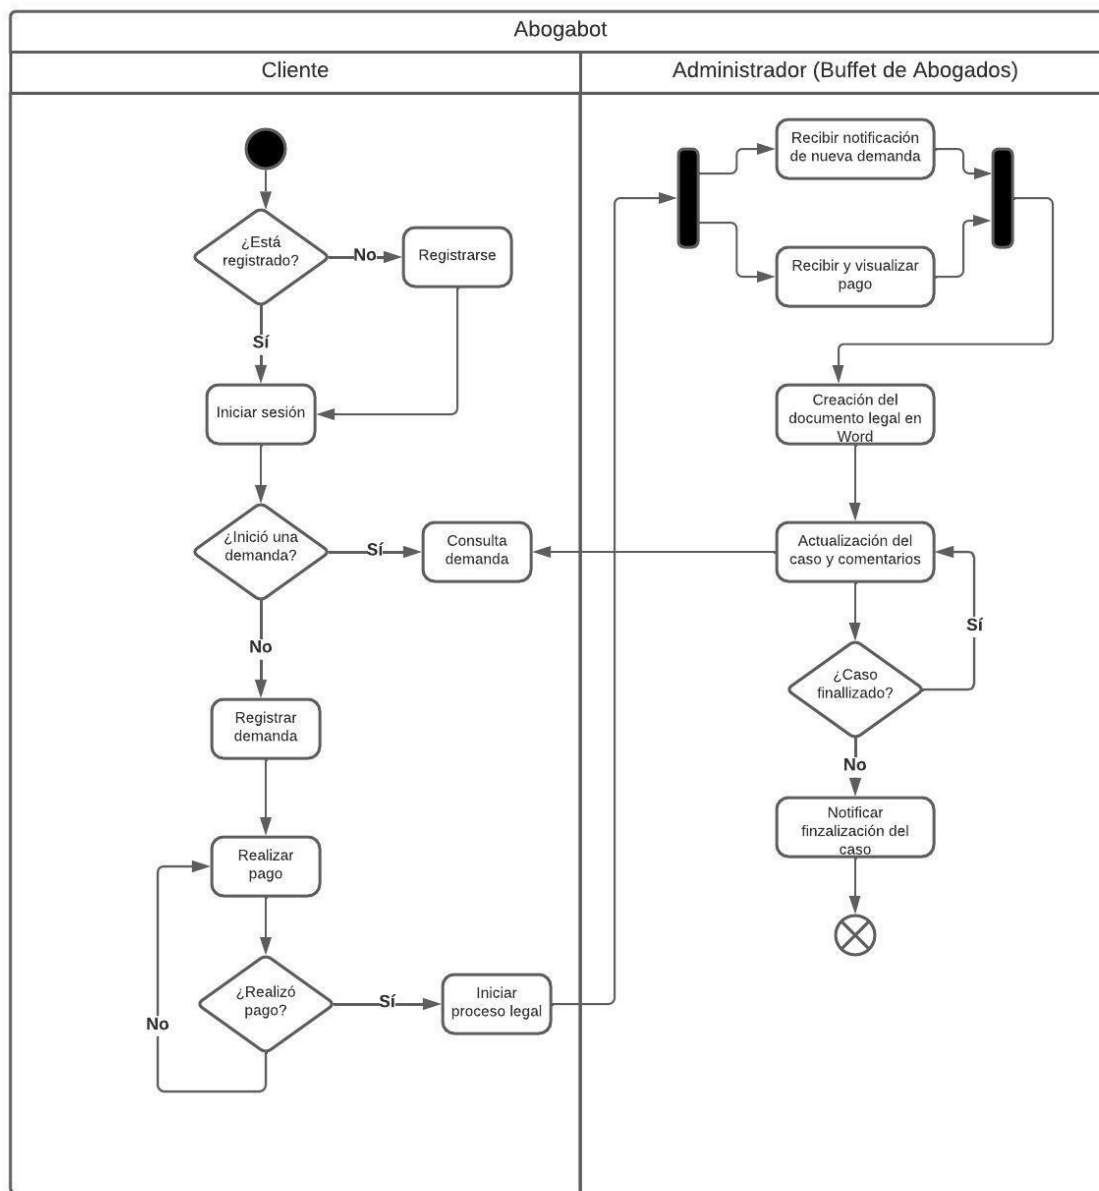 Abogabot
Cliente
Administrador (Buffet de Abogados)
¿Está
registrado?
No
Registrarse
Sí
Iniciar sesión
¿Inició una
demanda?
Sí
Consulta
demanda
No
Registrar
demanda
Realizar
pago
¿Realizó
pago?
No
Sí
Iniciar
proceso legal
Recibir notificación
de nueva demanda
Recibir y visualizar
pago
Creación del
documento legal en
Word
Actualización del
caso y comentarios
Sí
¿Caso
finallizado?
No
Notificar
finzalización del
caso